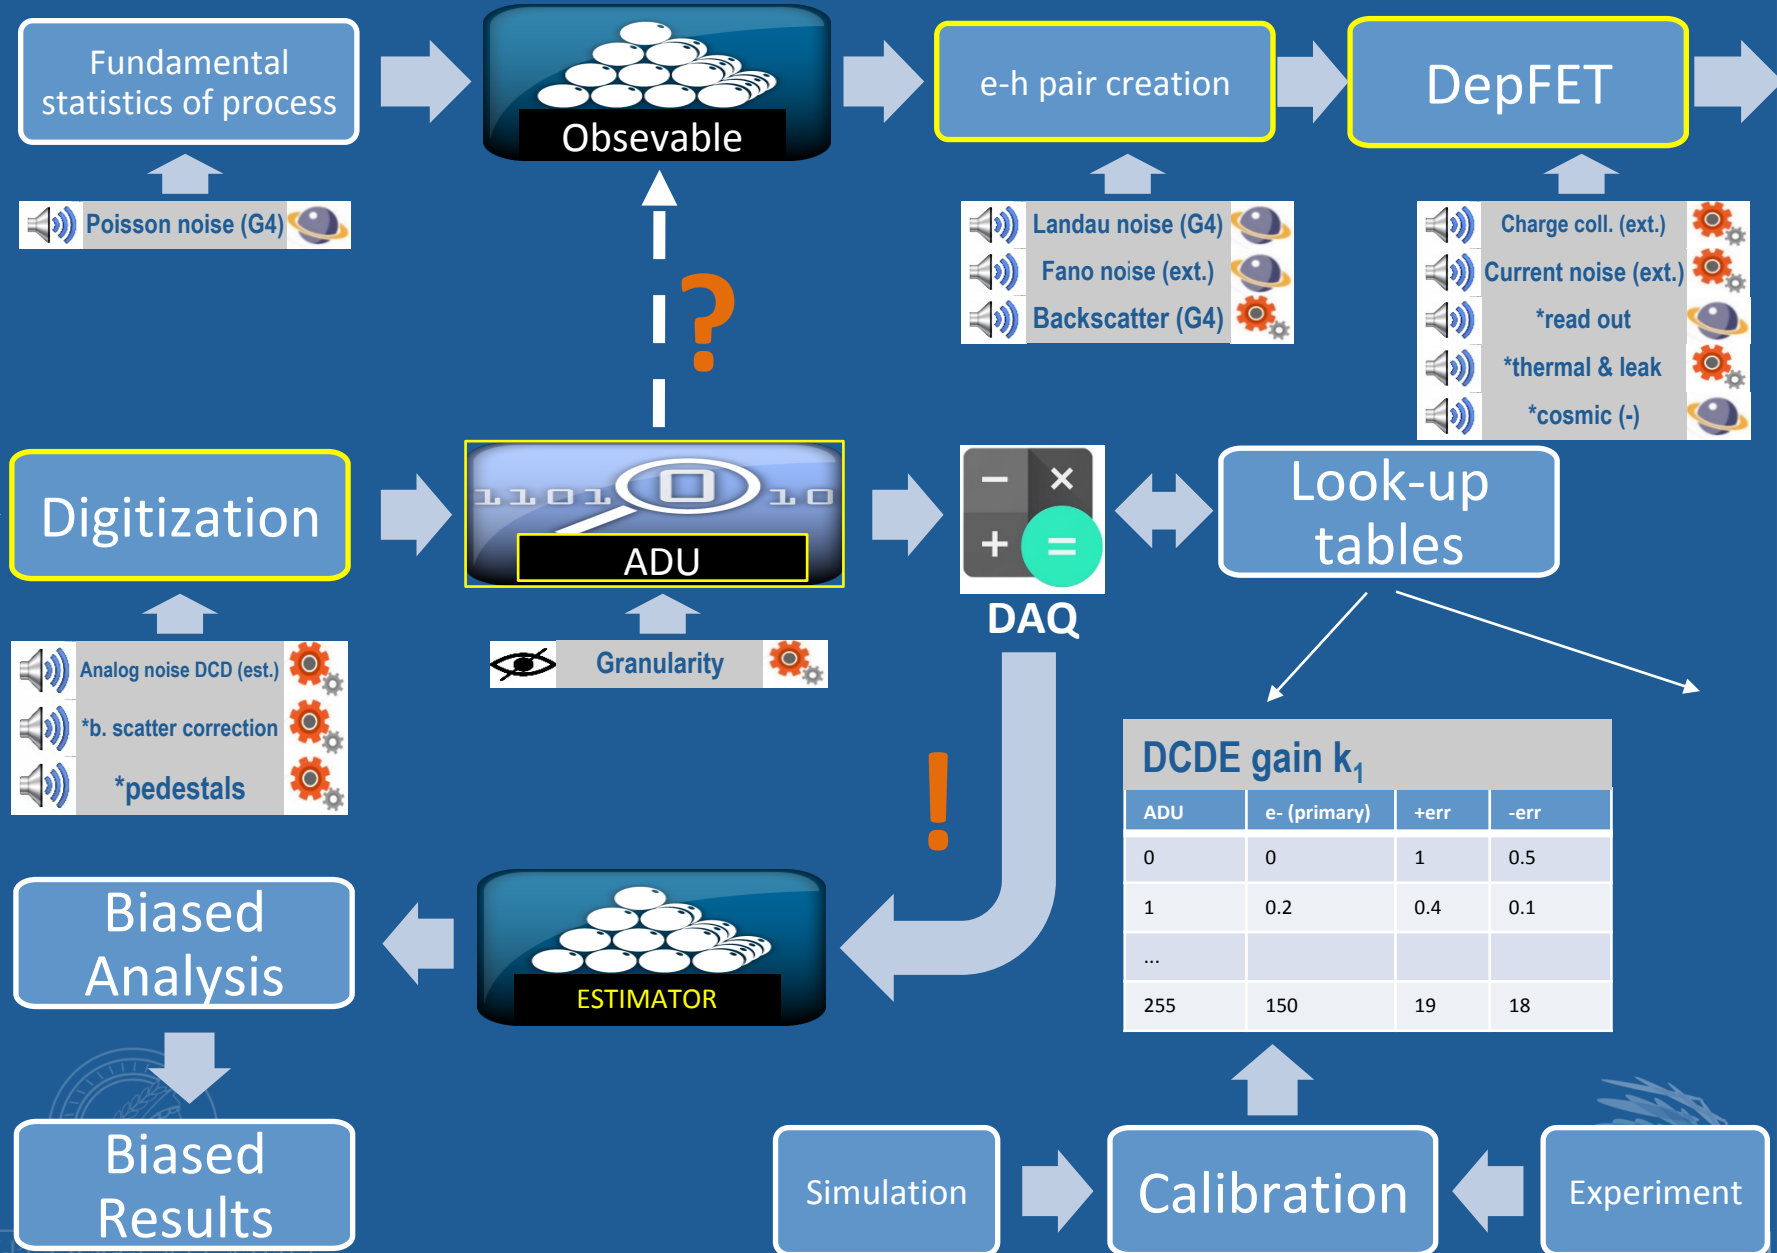 Fundamental
statistics of process
Obsevable
e-h pair creation
DepFET
Poisson noise (G4)
Landau noise (G4)
Fano noise (ext.)
Backscatter (G4)
Charge coll. (ext.)
Current noise (ext.)
*read out
*thermal & leak
*cosmic (-)
?
Digitization
1101 0 10
ADU
− ×
+ =
DAQ
Look-up
tables
Analog noise DCD (est.)
*b. scatter correction
*pedestals
Granularity
!
DCDE gain k₁
ADU e- (primary) +err -err
0 0 1 0.5
1 0.2 0.4 0.1
...
255 150 19 18
Biased
Analysis
ESTIMATOR
Biased
Results
Simulation
Calibration
Experiment